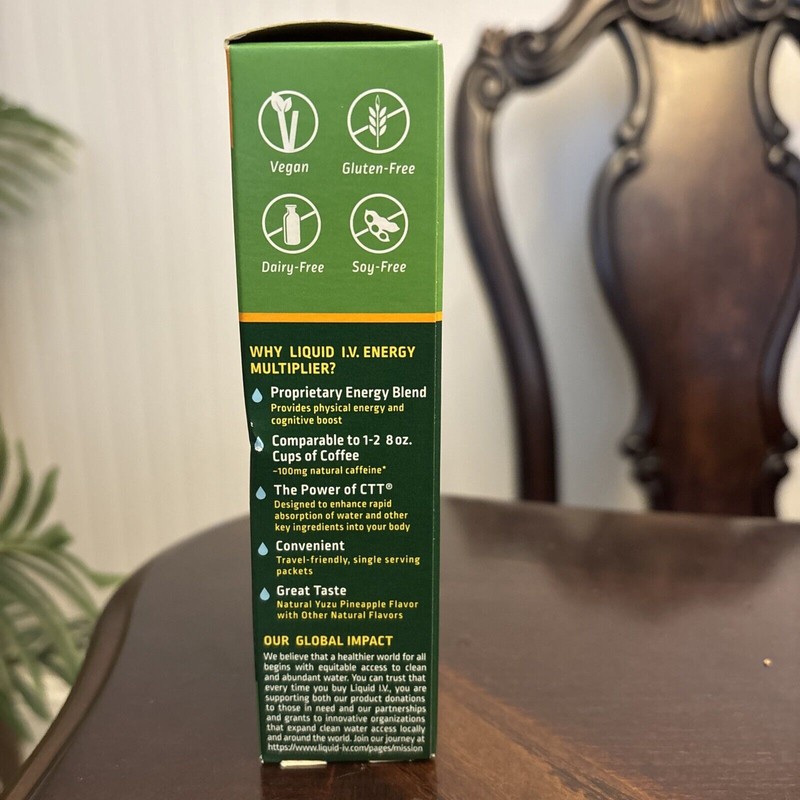 Vegan Gluten-Free
Dairy-Free Soy-Free
WHY LIQUID I.V. ENERGY
MULTIPLIER?
Proprietary Energy Blend
Provides physical energy and
cognitive boost
Comparable to 1-2 8 oz.
Cups of Coffee
~100mg natural caffeine*
The Power of CTT®
Designed to enhance rapid
absorption of water and other
key ingredients into your body
Convenient
Travel-friendly, single serving
packets
Great Taste
Natural Yuzu Pineapple Flavor
with Other Natural Flavors
OUR GLOBAL IMPACT
We believe that a healthier world for all
begins with equitable access to clean
and abundant water. You can trust that
every time you buy Liquid I.V., you are
supporting both our product donations
to those in need and our partnerships
and grants to innovative organizations
that expand clean water access locally
and around the world. Join our journey at
https://www.liquid-iv.com/pages/mission